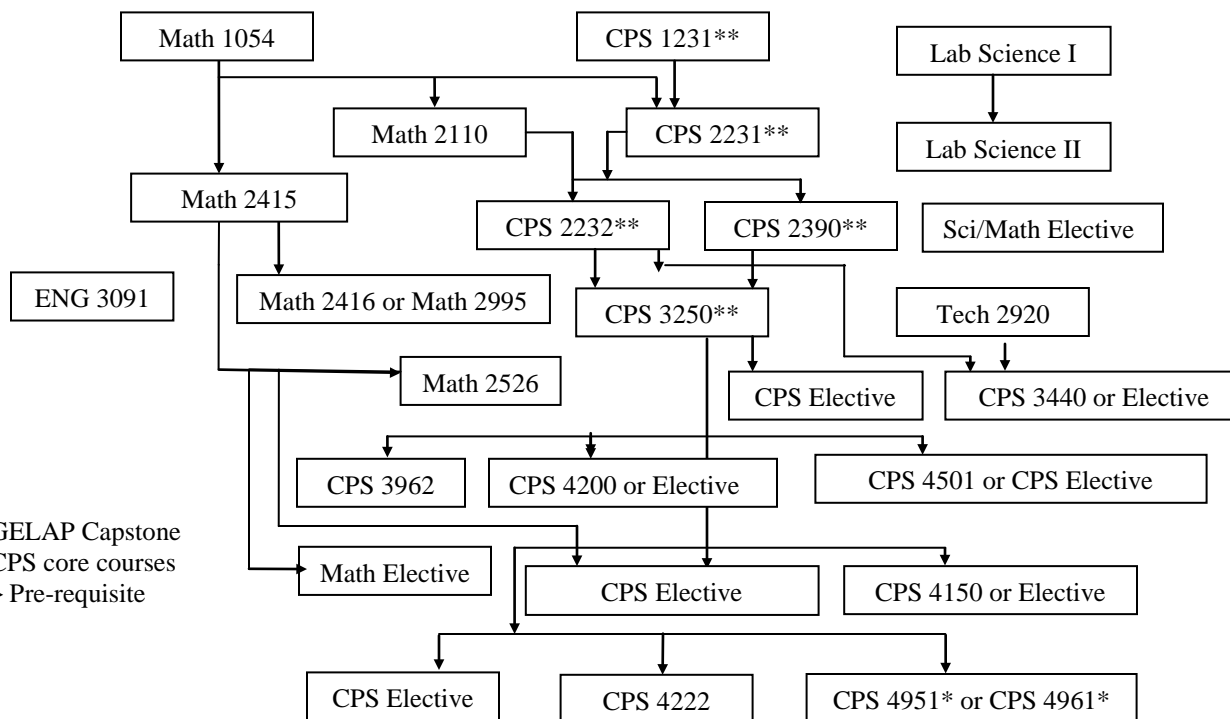 Math 1054
CPS 1231**
Lab Science I
Math 2110
CPS 2231**
Lab Science II
Math 2415
CPS 2232**
CPS 2390**
Sci/Math Elective
ENG 3091
Math 2416 or Math 2995
CPS 3250**
Tech 2920
Math 2526
CPS Elective
CPS 3440 or Elective
CPS 3962
CPS 4200 or Elective
CPS 4501 or CPS Elective
GELAP Capstone
CPS core courses
Pre-requisite
Math Elective
CPS Elective
CPS 4150 or Elective
CPS Elective
CPS 4222
CPS 4951* or CPS 4961*